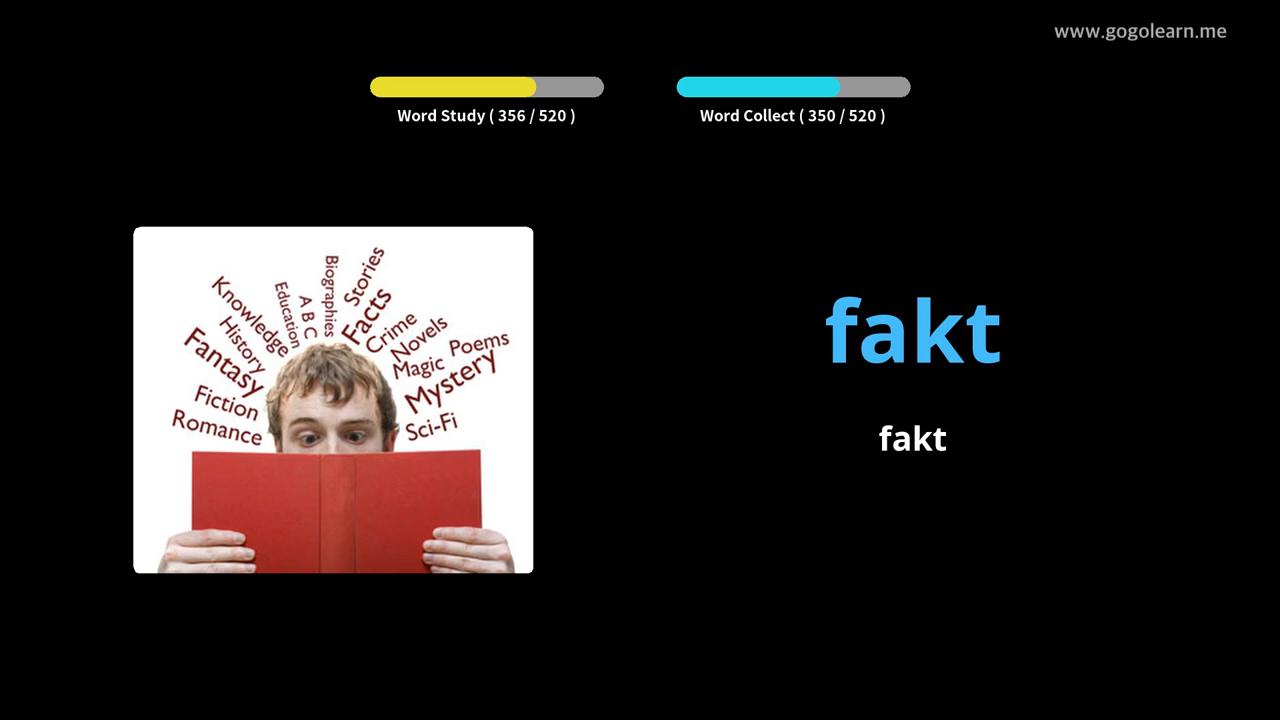 www.gogolearn.me
Word Study ( 356 / 520 )
Word Collect ( 350 / 520 )
Biographies
Stories
Knowledge
Education
A B C
Facts
Crime
History
Novels
Poems
Fantasy
Magic
Mystery
Fiction
Romance
Sci-Fi
fakt
fakt